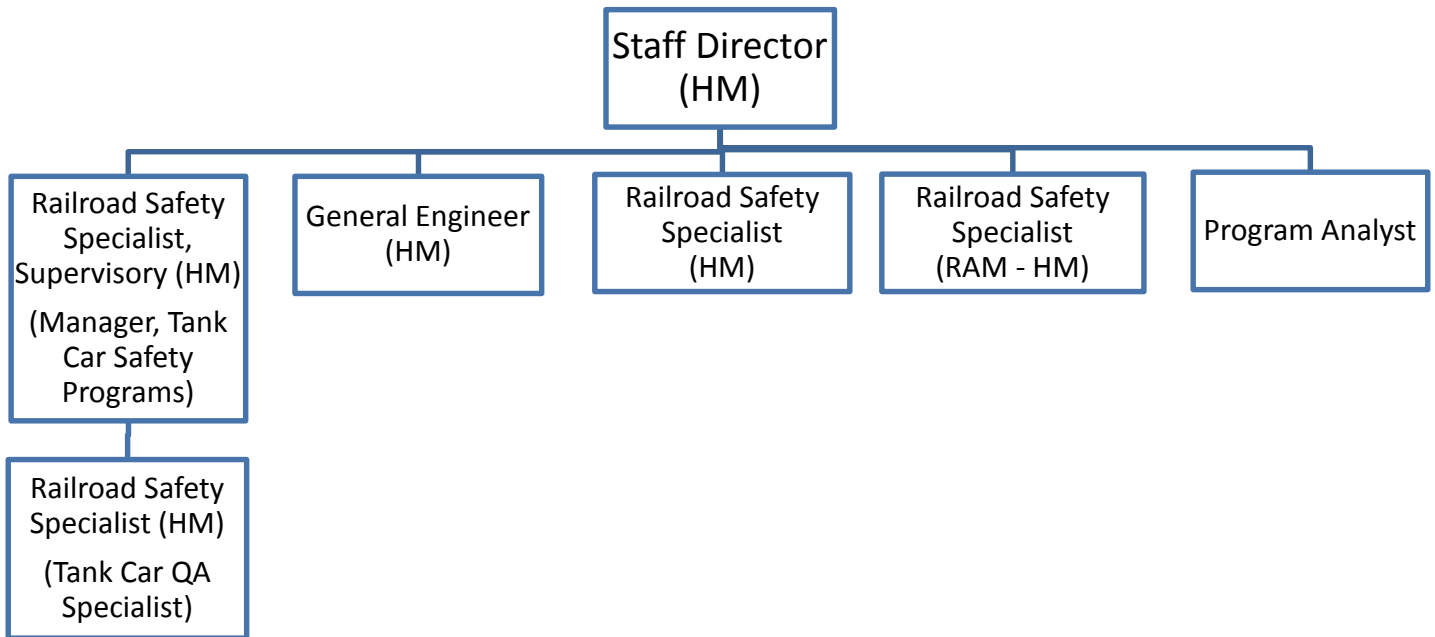 Staff Director
(HM)
Railroad Safety
Specialist,
Supervisory (HM)
(Manager, Tank
Car Safety
Programs)
General Engineer
(HM)
Railroad Safety
Specialist
(HM)
Railroad Safety
Specialist
(RAM - HM)
Program Analyst
Railroad Safety
Specialist (HM)
(Tank Car QA
Specialist)